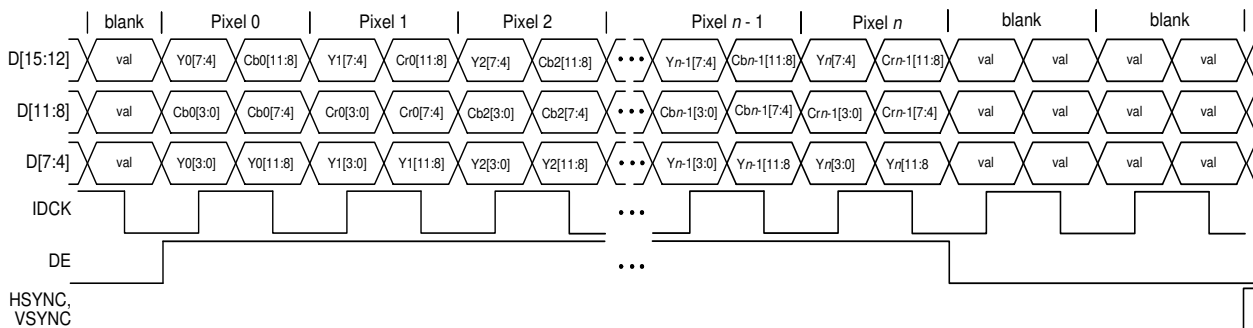 blank Pixel 0 Pixel 1 Pixel 2 Pixel n - 1 Pixel n blank blank
D[15:12] val Y0[7:4] Cb0[11:8] Y1[7:4] Cr0[11:8] Y2[7:4] Cb2[11:8] ••• Yn-1[7:4] Cbn-1[11:8] Yn[7:4] Crn-1[11:8] val val val val
D[11:8] val Cb0[3:0] Cb0[7:4] Cr0[3:0] Cr0[7:4] Cb2[3:0] Cb2[7:4] ••• Cbn-1[3:0] Cbn-1[7:4] Crn-1[3:0] Crn-1[7:4] val val val val
D[7:4] val Y0[3:0] Y0[11:8] Y1[3:0] Y1[11:8] Y2[3:0] Y2[11:8] ••• Yn-1[3:0] Yn-1[11:8 Yn[3:0] Yn[11:8 val val val val
IDCK •••
DE •••
HSYNC,
VSYNC